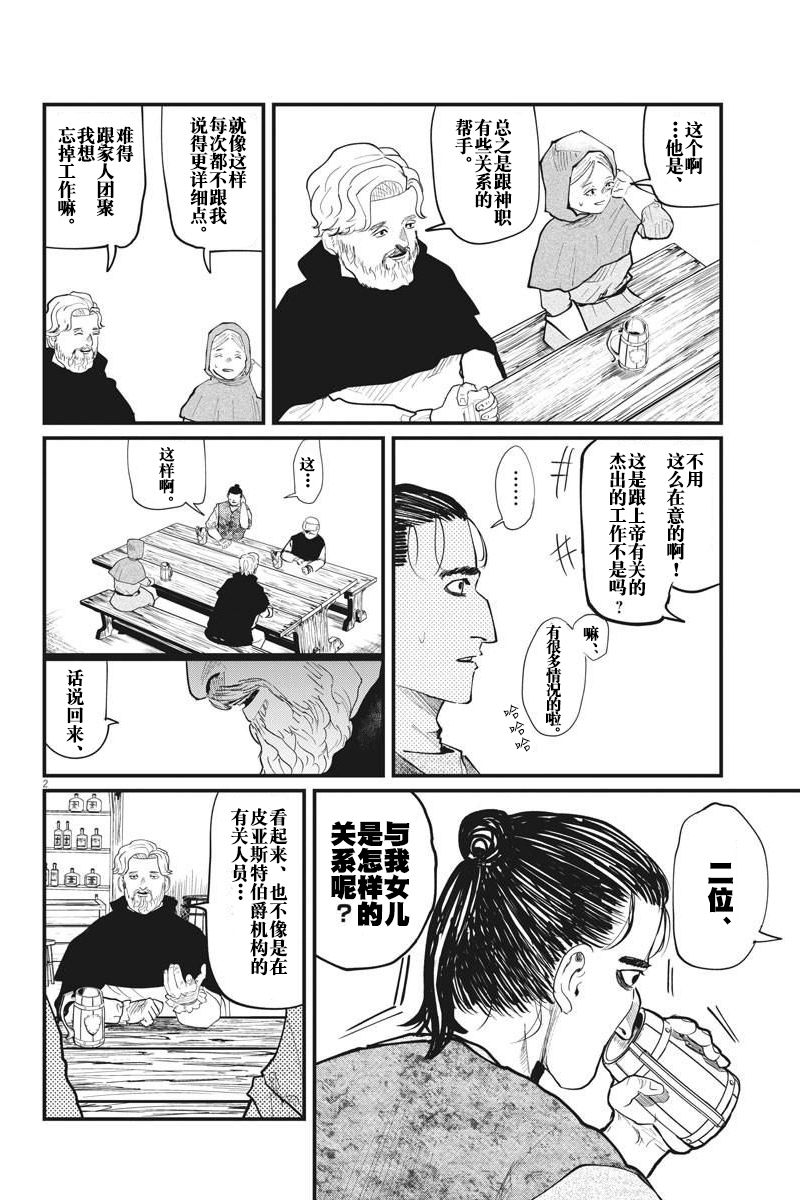 这个啊
…他是、
总之是跟神职
有些关系的
帮手。
就像这样
每次都不跟我
说得更详细点。
难得
跟家人团聚
我想
忘掉工作嘛。
不用
这么在意的啊！
这是跟上帝有关的
杰出的工作不是吗？
嘛、
有很多情况的啦。
哈哈哈
……
这…
这样啊。
话说回来、
二位、
与我女儿
是怎样的
关系呢？
看起来、也不像是在
皮亚斯特伯爵机构的
有关人员…
2